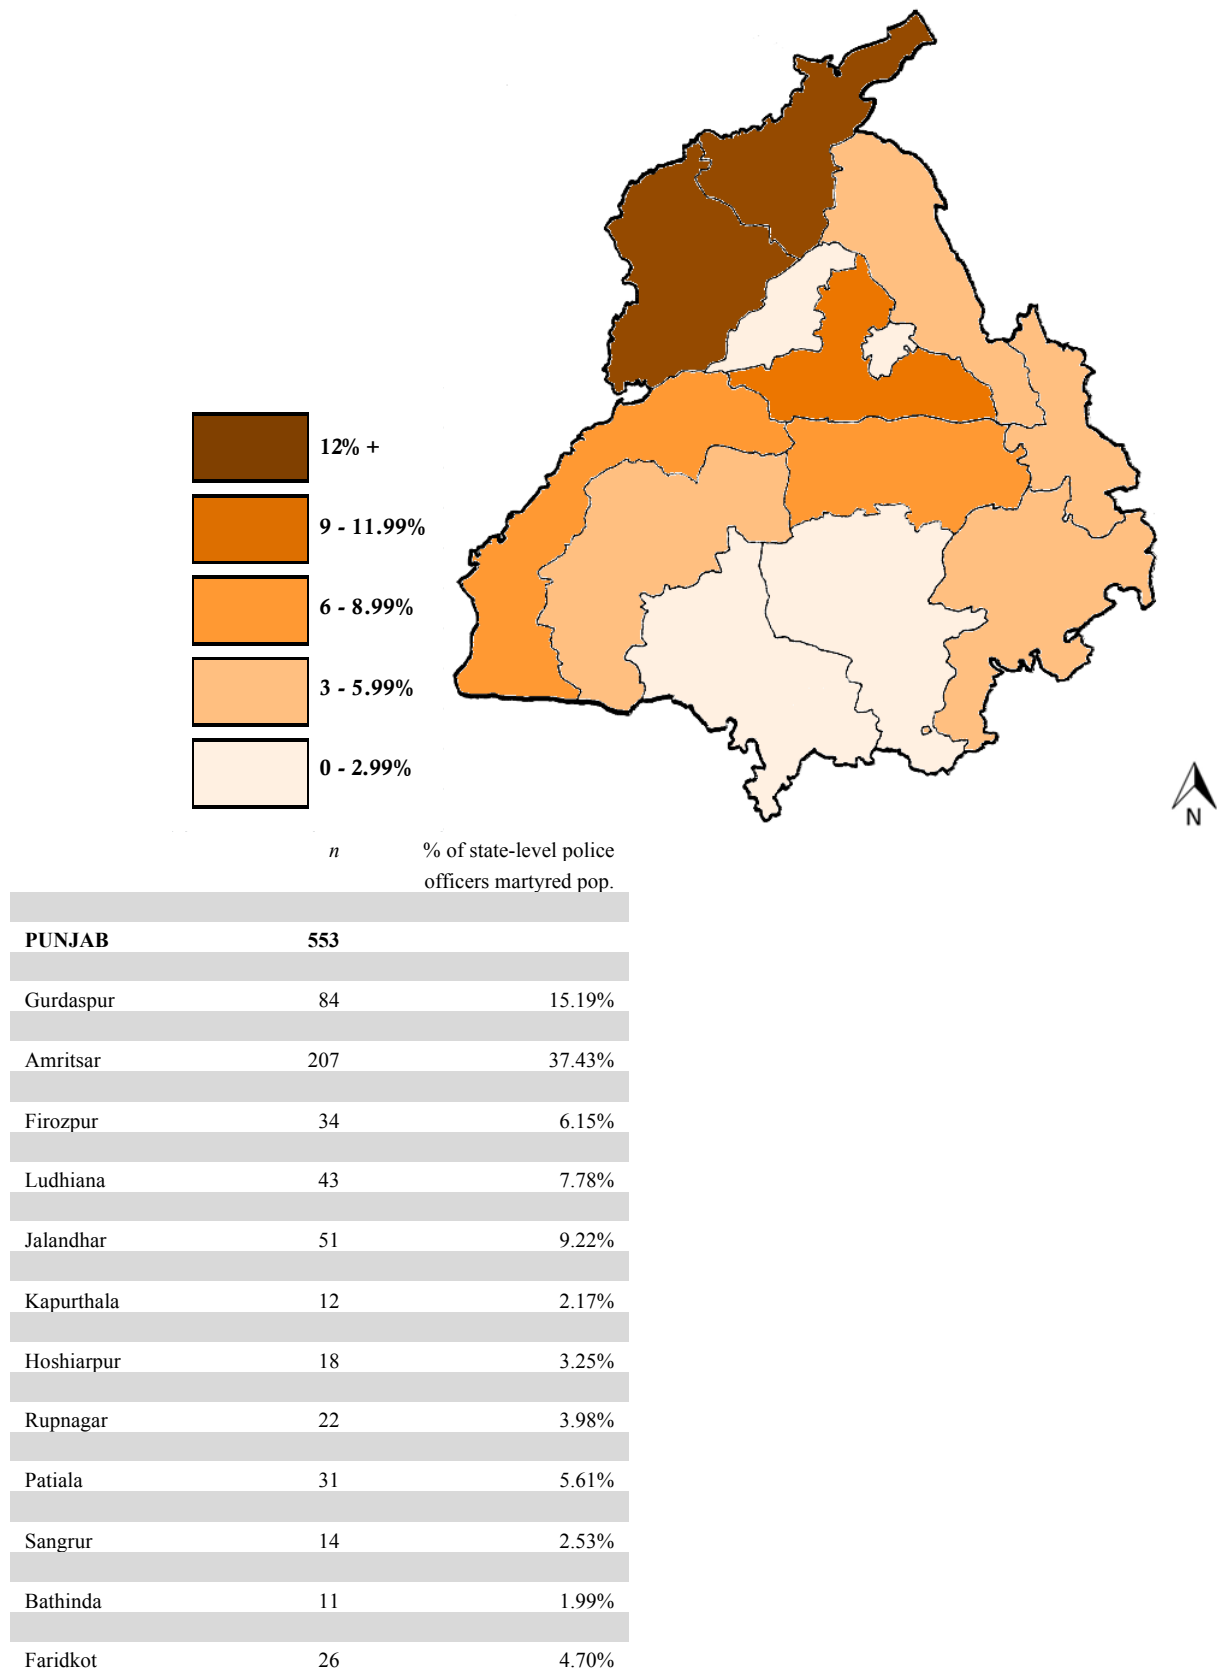 12% +
9 - 11.99%
6 - 8.99%
3 - 5.99%
0 - 2.99%
N
n % of state-level police
officers martyred pop.
PUNJAB 553
Gurdaspur 84 15.19%
Amritsar 207 37.43%
Firozpur 34 6.15%
Ludhiana 43 7.78%
Jalandhar 51 9.22%
Kapurthala 12 2.17%
Hoshiarpur 18 3.25%
Rupnagar 22 3.98%
Patiala 31 5.61%
Sangrur 14 2.53%
Bathinda 11 1.99%
Faridkot 26 4.70%